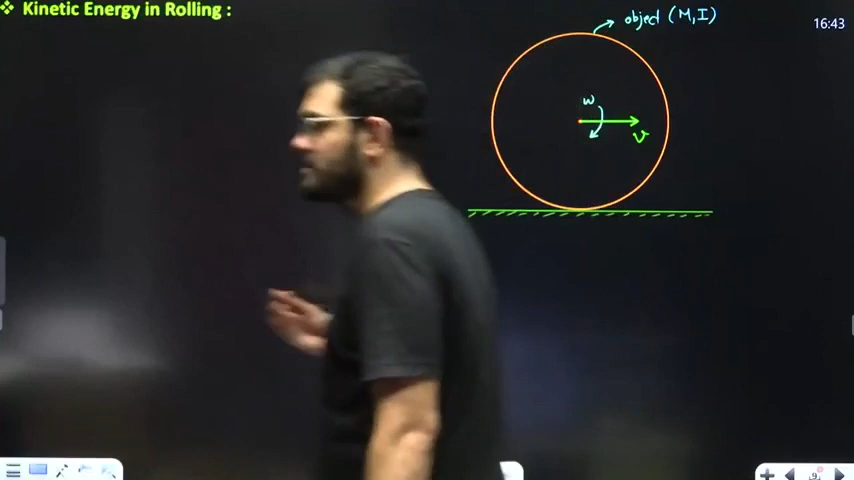 ❖ Kinetic Energy in Rolling :
object (M,I)
16:43
ω
v